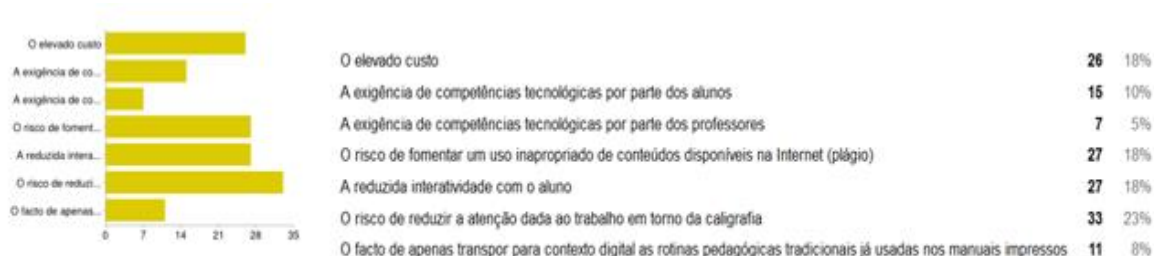 O elevado custo
A exigência de co...
A exigência de co...
O risco de foment...
A reduzida intera...
O risco de reduzi...
O facto de apenas...
0 7 14 21 28 35
O elevado custo 26 18%
A exigência de competências tecnológicas por parte dos alunos 15 10%
A exigência de competências tecnológicas por parte dos professores 7 5%
O risco de fomentar um uso inapropriado de conteúdos disponíveis na Internet (plágio) 27 18%
A reduzida interatividade com o aluno 27 18%
O risco de reduzir a atenção dada ao trabalho em torno da caligrafia 33 23%
O facto de apenas transpor para contexto digital as rotinas pedagógicas tradicionais já usadas nos manuais impressos 11 8%